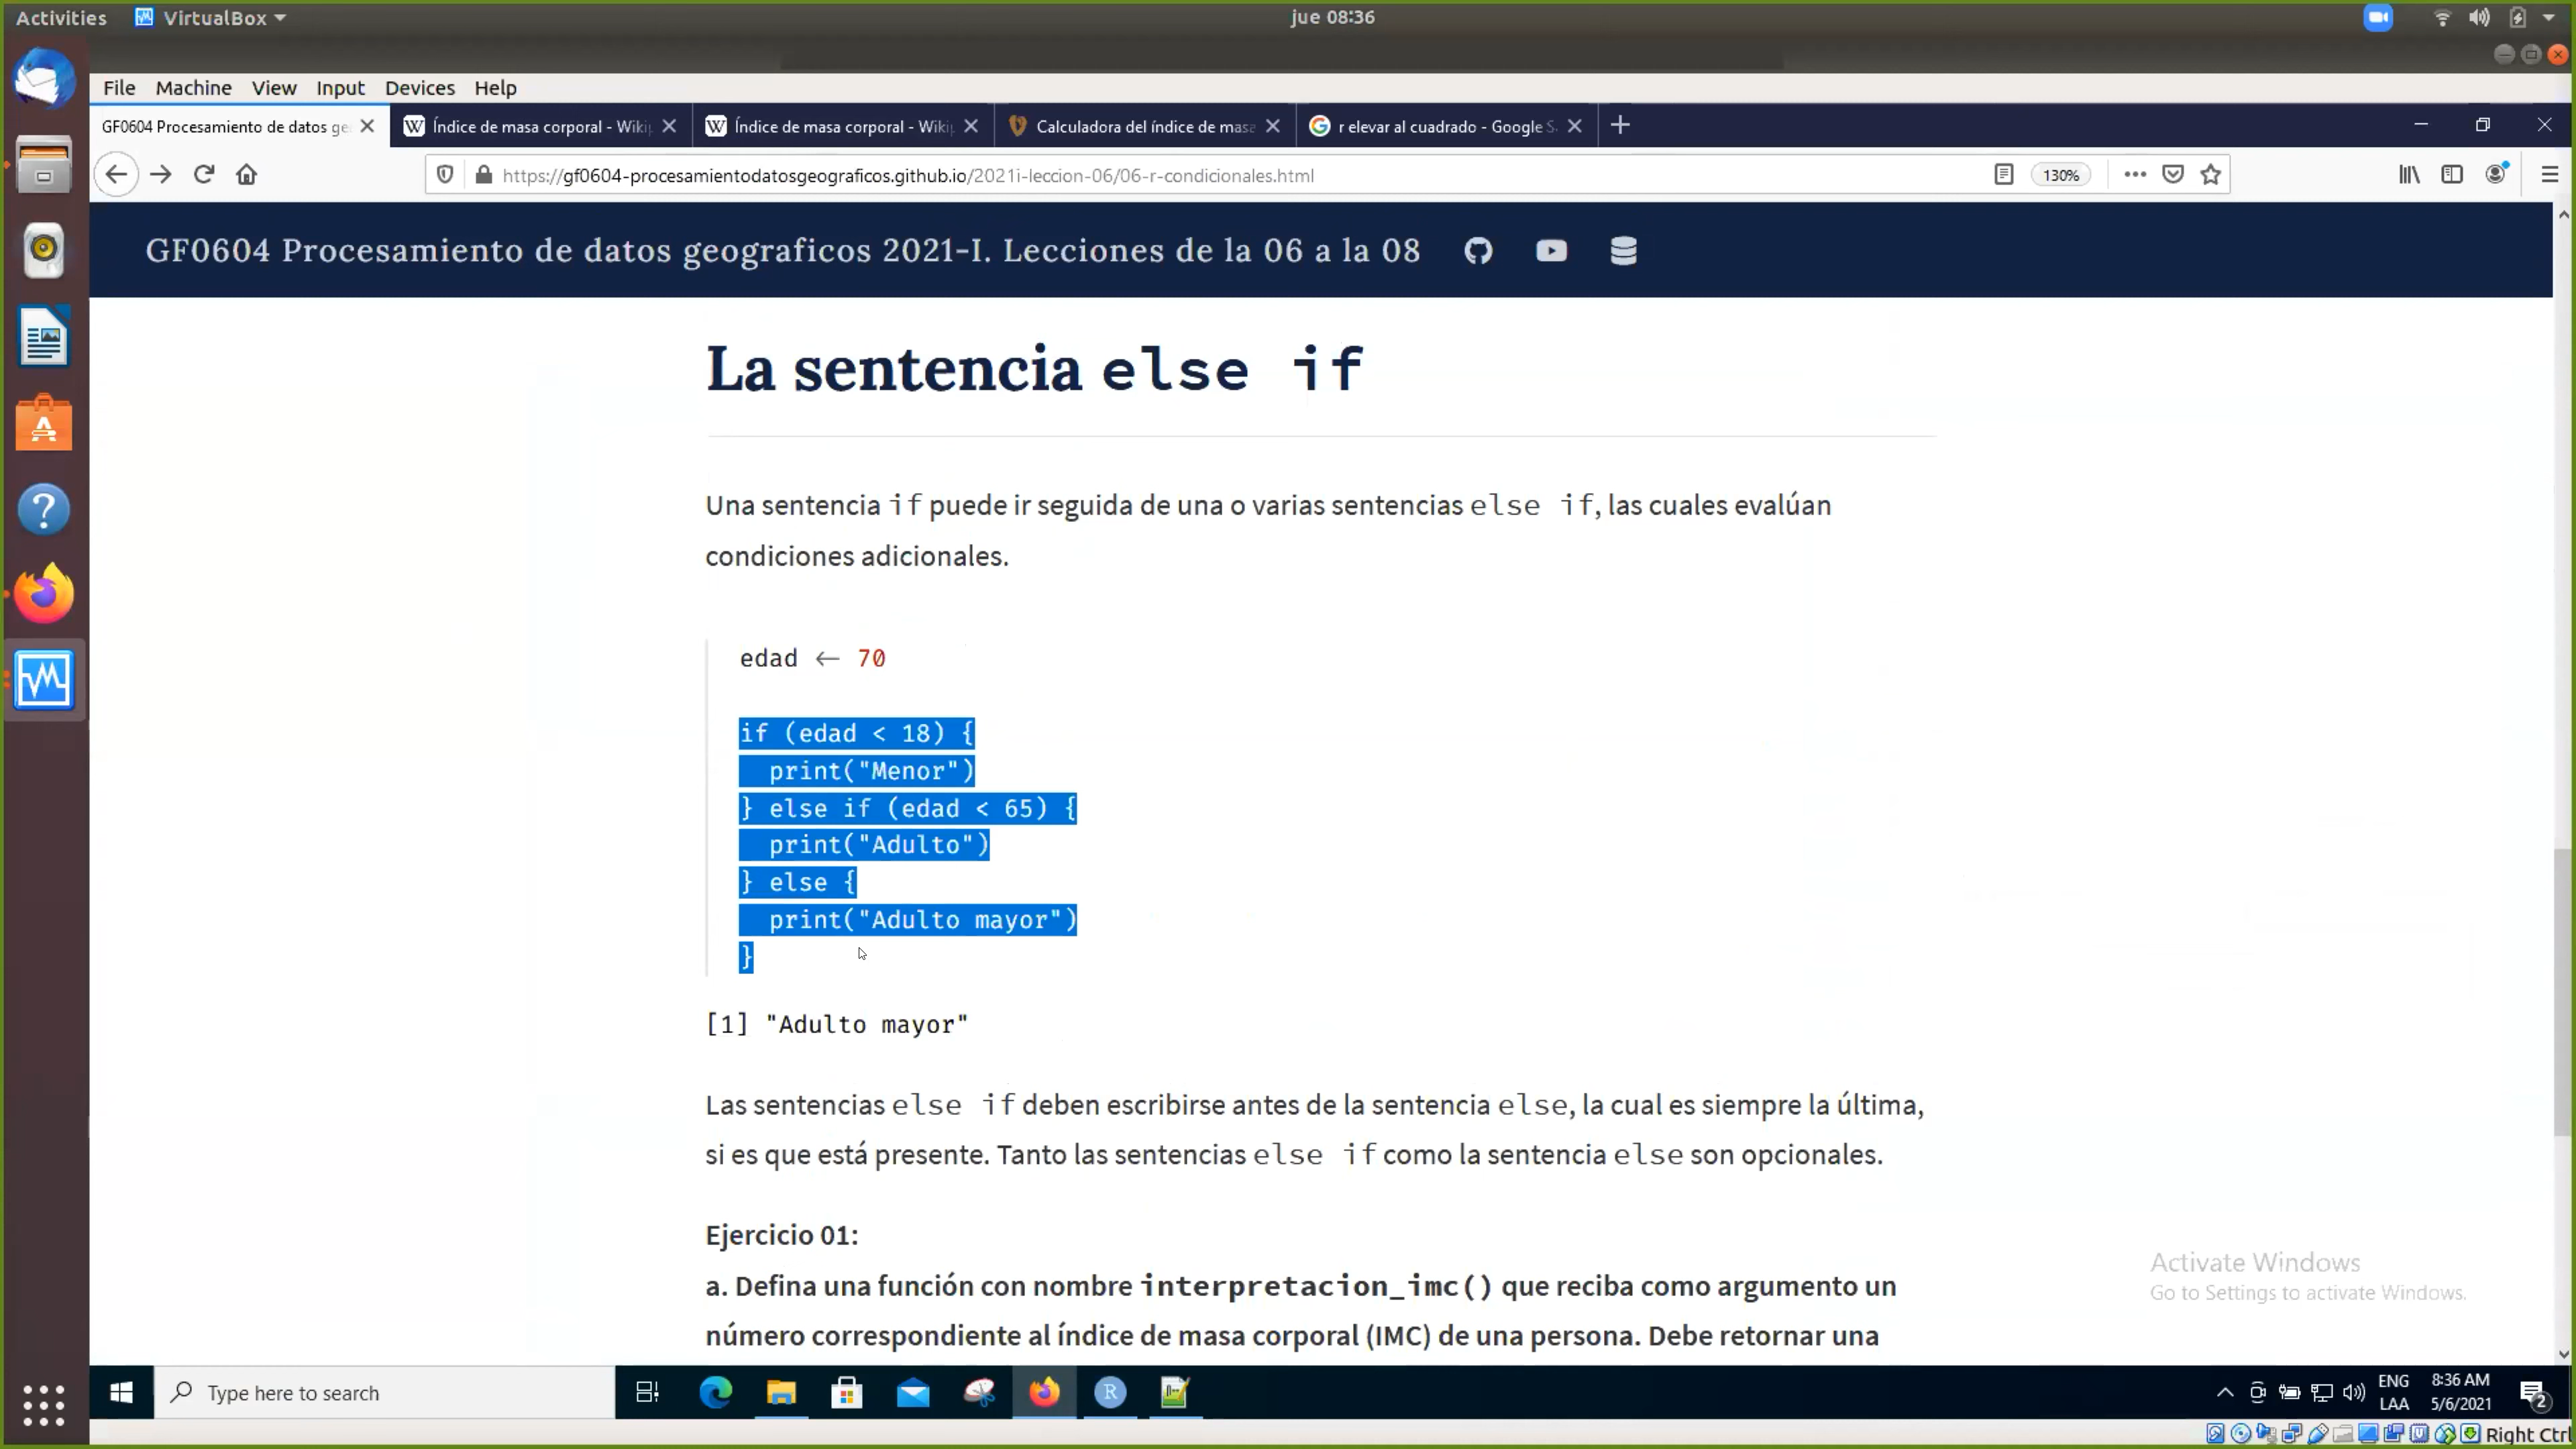 Activities VirtualBox jue 08:36
File Machine View Input Devices Help
GF0604 Procesamiento de datos ge Índice de masa corporal - Wiki Índice de masa corporal - Wiki Calculadora del índice de masa r elevar al cuadrado - Google S
https://gf0604-procesamientodatosgeograficos.github.io/2021i-leccion-06/06-r-condicionales.html 130%
GF0604 Procesamiento de datos geograficos 2021-I. Lecciones de la 06 a la 08
La sentencia else if
Una sentencia if puede ir seguida de una o varias sentencias else if, las cuales evalúan
condiciones adicionales.
edad ← 70
if (edad < 18) {
print("Menor")
} else if (edad < 65) {
print("Adulto")
} else {
print("Adulto mayor")
}
[1] "Adulto mayor"
Las sentencias else if deben escribirse antes de la sentencia else, la cual es siempre la última,
si es que está presente. Tanto las sentencias else if como la sentencia else son opcionales.
Ejercicio 01:
a. Defina una función con nombre interpretacion_imc() que reciba como argumento un
número correspondiente al índice de masa corporal (IMC) de una persona. Debe retornar una
Activate Windows
Go to Settings to activate Windows.
Type here to search
ENG 8:36 AM
LAA 5/6/2021 2
Right Ctrl